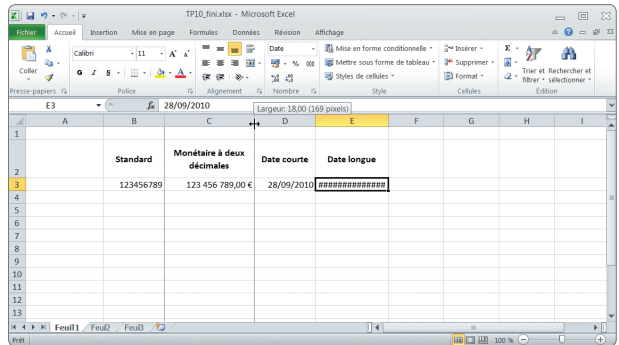 TP10_fini.xlsx - Microsoft Excel
Fichier Accueil Insertion Mise en page Formules Données Révision Affichage
Coller
Calibri 11
G I S
A A
Date
% 000
Mise en forme conditionnelle
Mettre sous forme de tableau
Styles de cellules
Insérer
Supprimer
Format
Σ
Trier et filtrer
Rechercher et sélectionner
Presse-papiers Police Alignement Nombre Style Cellules Édition
E3 fx 28/09/2010
Largeur: 18,00 (169 pixels)
A B C D E F G H I
1
2 Standard Monétaire à deux décimales Date courte Date longue
3 123456789 123 456 789,00 € 28/09/2010 ##############
4
5
6
7
8
9
10
11
12
13
Feuil1 Feuil2 Feuil3
Prêt 100 %